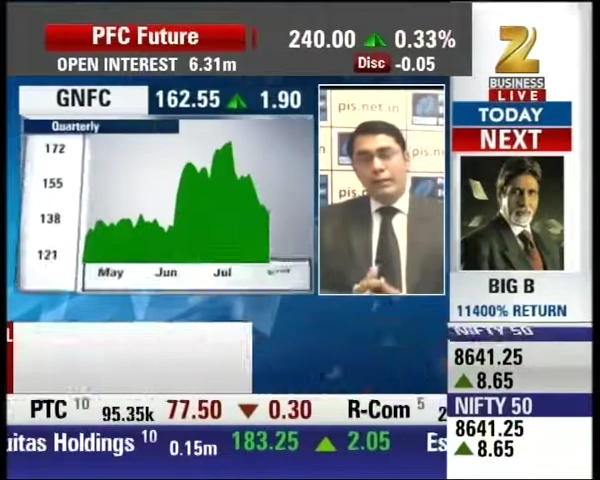 PFC Future
OPEN INTEREST 6.31m
240.00 0.33%
Disc -0.05
Z
BUSINESS
LIVE
TODAY
NEXT
BIG B
11400% RETURN
GNFC 162.55 1.90
Quarterly
172
155
138
121
May Jun Jul
pis.net.in
pis.n
pis.
L
NIFTY 50
8641.25
8.65
NIFTY 50
8641.25
8.65
PTC 10 95.35k 77.50 0.30 R-Com 5 2
uitas Holdings 10 0.15m 183.25 2.05 Es